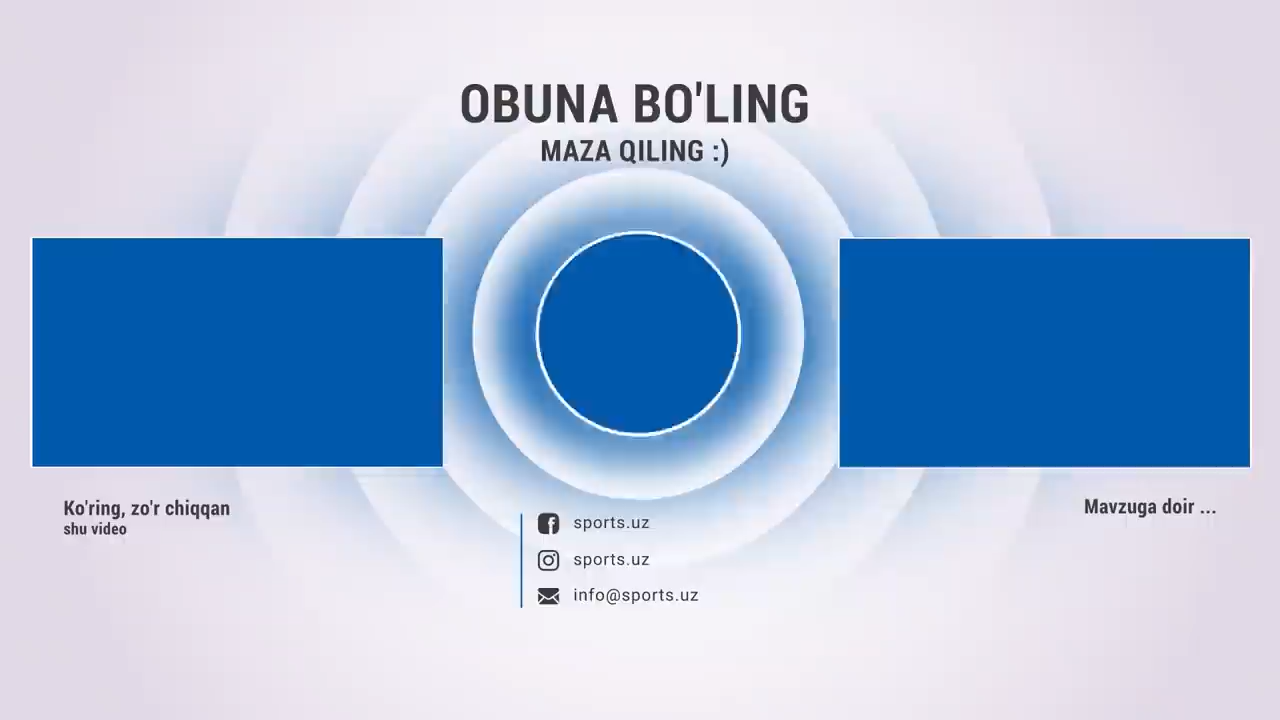 OBUNA BO'LING
MAZA QILING :)
Ko'ring, zo'r chiqqan
shu video
Mavzuga doir ...
sports.uz
sports.uz
info@sports.uz